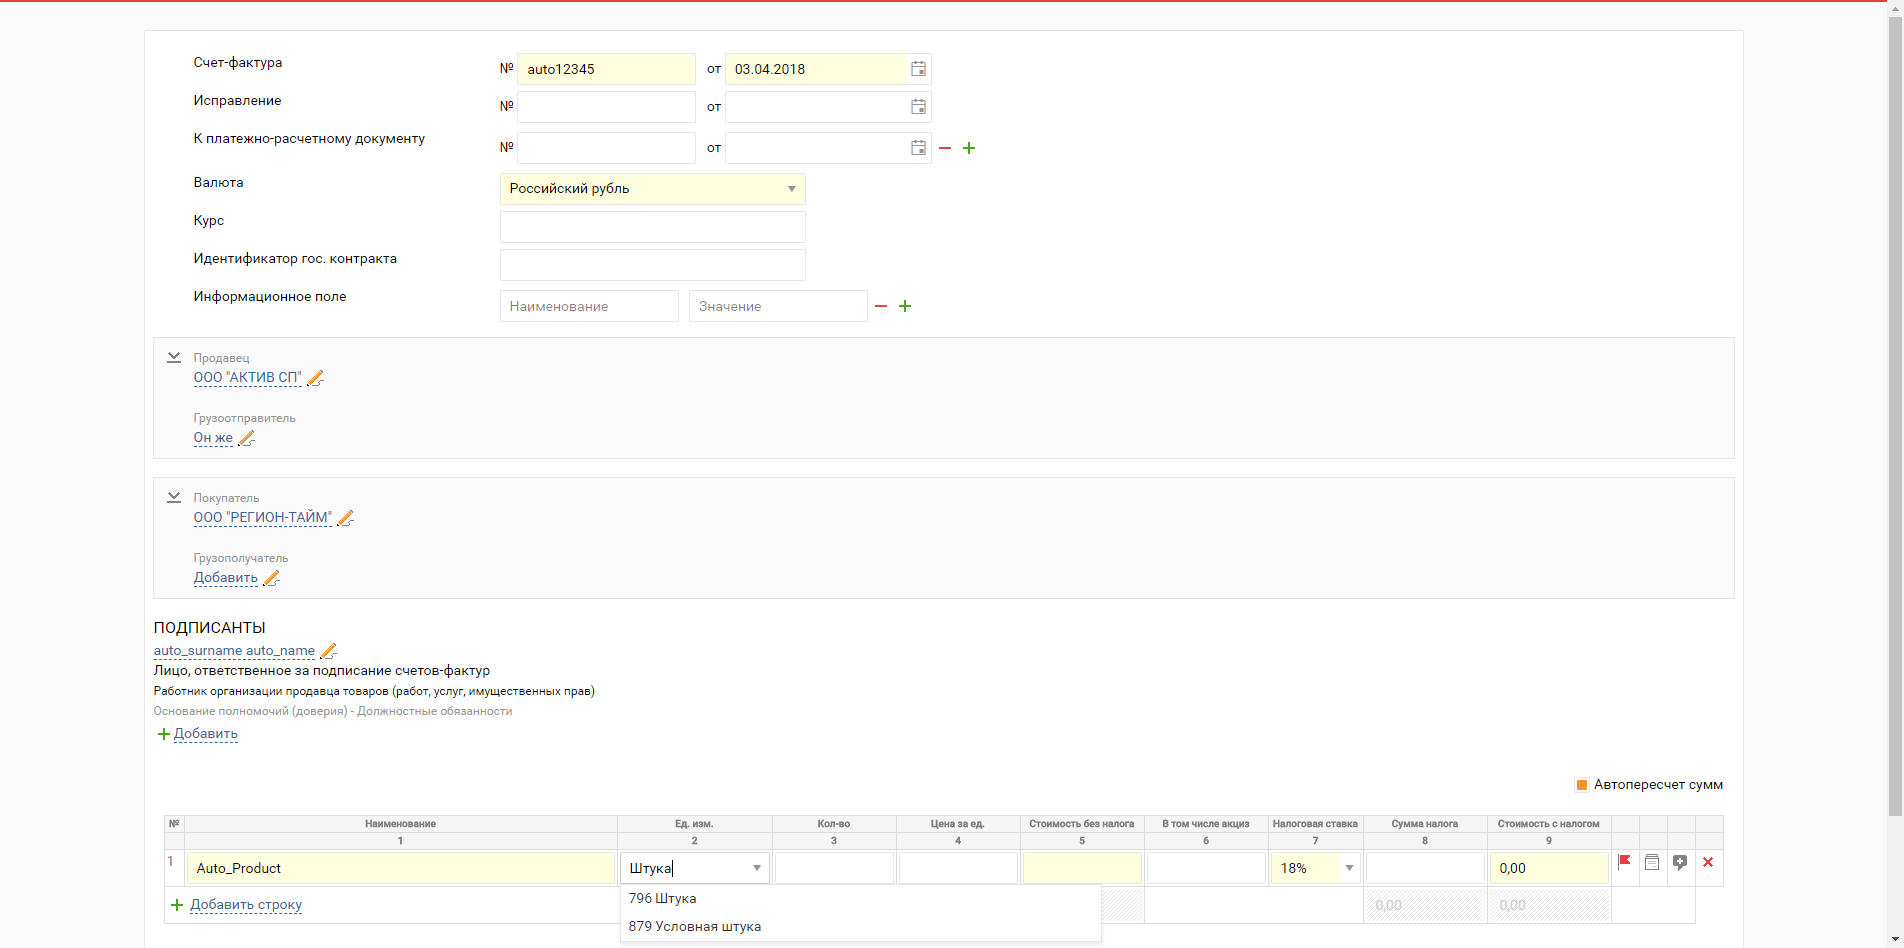 Счет-фактура № auto12345 от 03.04.2018
Исправление № от
К платежно-расчетному документу № от
Валюта Российский рубль
Курс
Идентификатор гос. контракта
Информационное поле Наименование Значение
Продавец
ООО "АКТИВ СП"
Грузоотправитель
Он же
Покупатель
ООО "РЕГИОН-ТАЙМ"
Грузополучатель
Добавить
ПОДПИСАНТЫ
auto_surname auto_name
Лицо, ответственное за подписание счетов-фактур
Работник организации продавца товаров (работ, услуг, имущественных прав)
Основание полномочий (доверия) - Должностные обязанности
Добавить
Автопересчет сумм
№ Наименование Ед. изм. Кол-во Цена за ед. Стоимость без налога В том числе акциз Налоговая ставка Сумма налога Стоимость с налогом
1 2 3 4 5 6 7 8 9
1 Auto_Product Штука 18% 0,00
Добавить строку 0,00 0,00
796 Штука
879 Условная штука